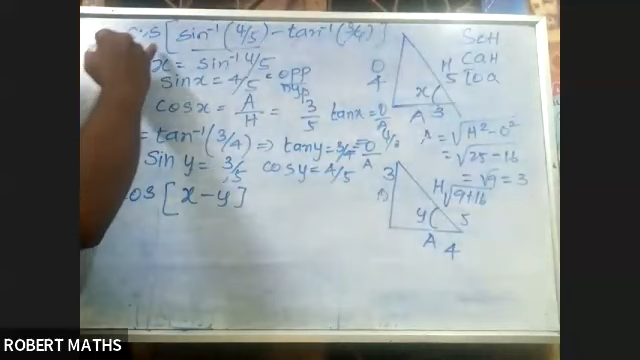 cos [ sin⁻¹ (4/5) - tan⁻¹ (3/4) ]
x = sin⁻¹ 4/5
sin x = 4/5 = opp/hyp
cos x = A/H = 3/5 tan x = O/A 4/3
= tan⁻¹ (3/4) ⇒ tan y = 3/4 = O/A
Sin y = 3/5 cos y = 4/5
cos [ x - y ]
O
4
H
5
x
A 3
SOH
CAH
TOA
A = √H² - O²
= √25 - 16
= √9 = 3
3
O
H √9+16
y 5
A 4
ROBERT MATHS